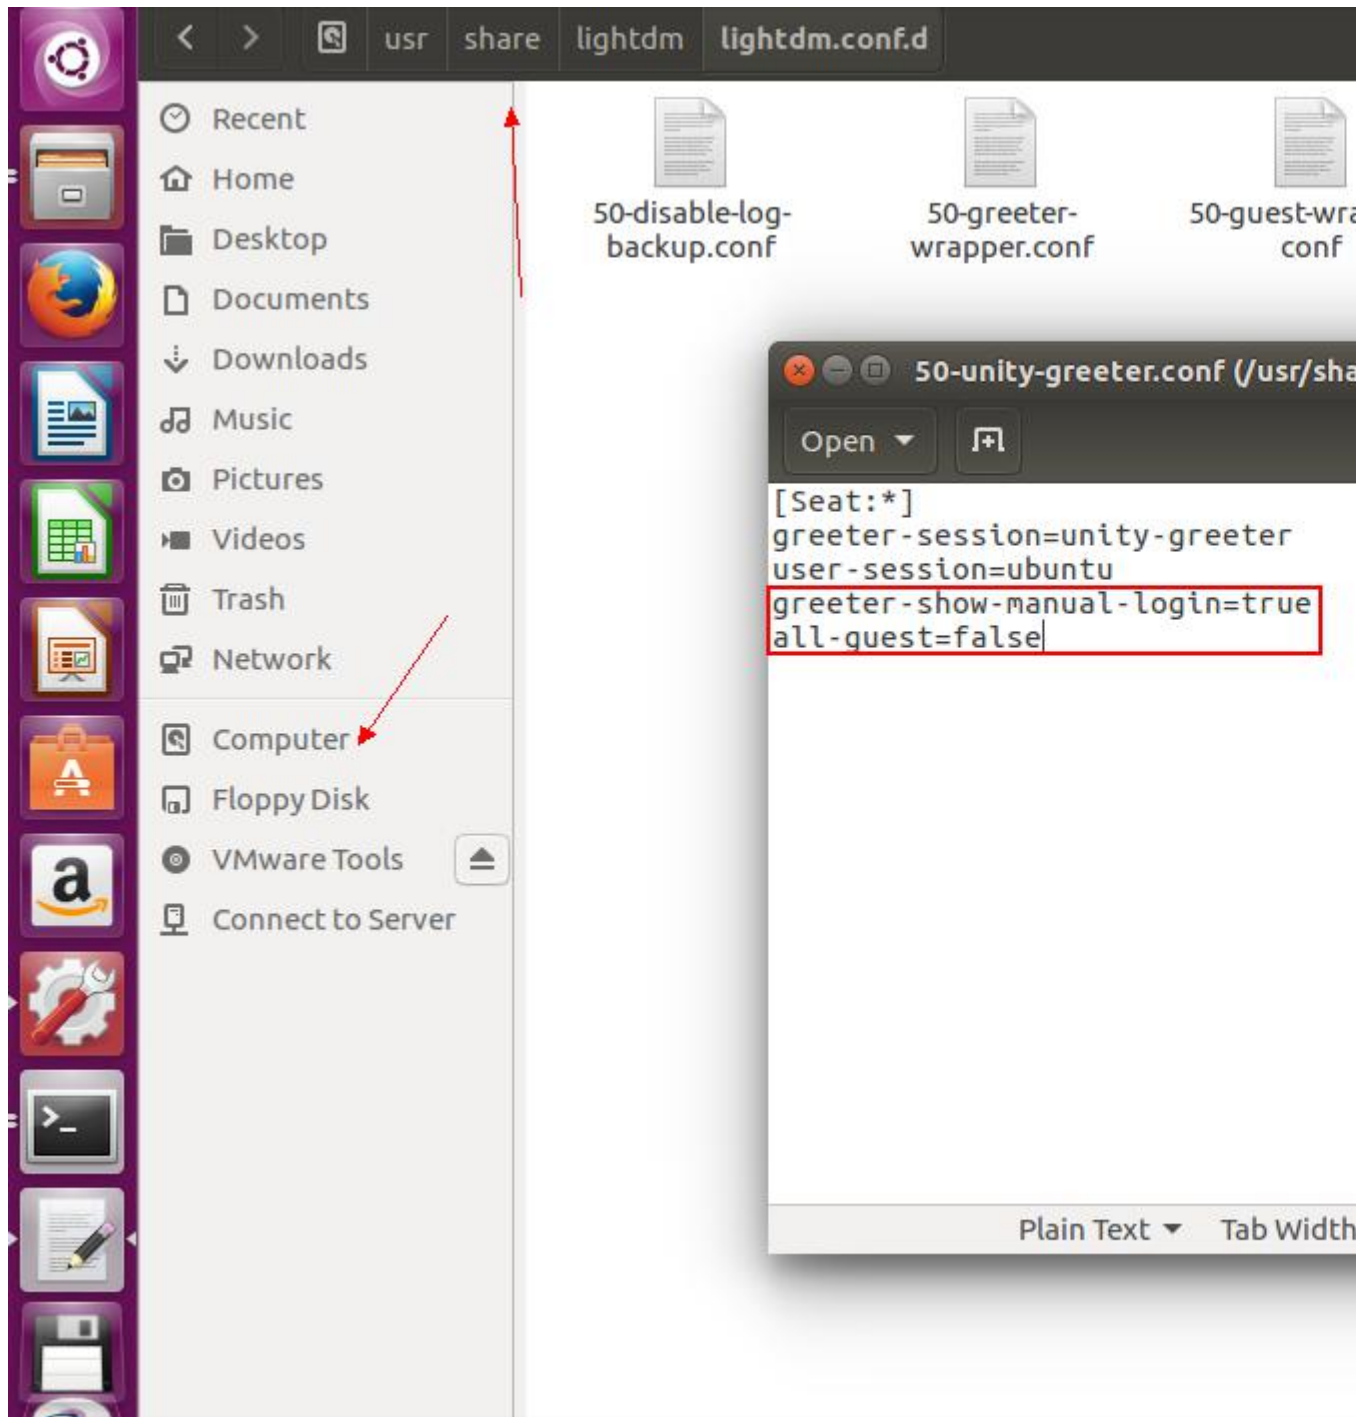 usr share lightdm lightdm.conf.d
Recent
Home
Desktop
Documents
Downloads
Music
Pictures
Videos
Trash
Network
Computer
Floppy Disk
VMware Tools
Connect to Server
50-disable-log-
backup.conf
50-greeter-
wrapper.conf
50-guest-wra
conf
50-unity-greeter.conf (/usr/sha
Open
[Seat:*]
greeter-session=unity-greeter
user-session=ubuntu
greeter-show-manual-login=true
all-guest=false
Plain Text Tab Width